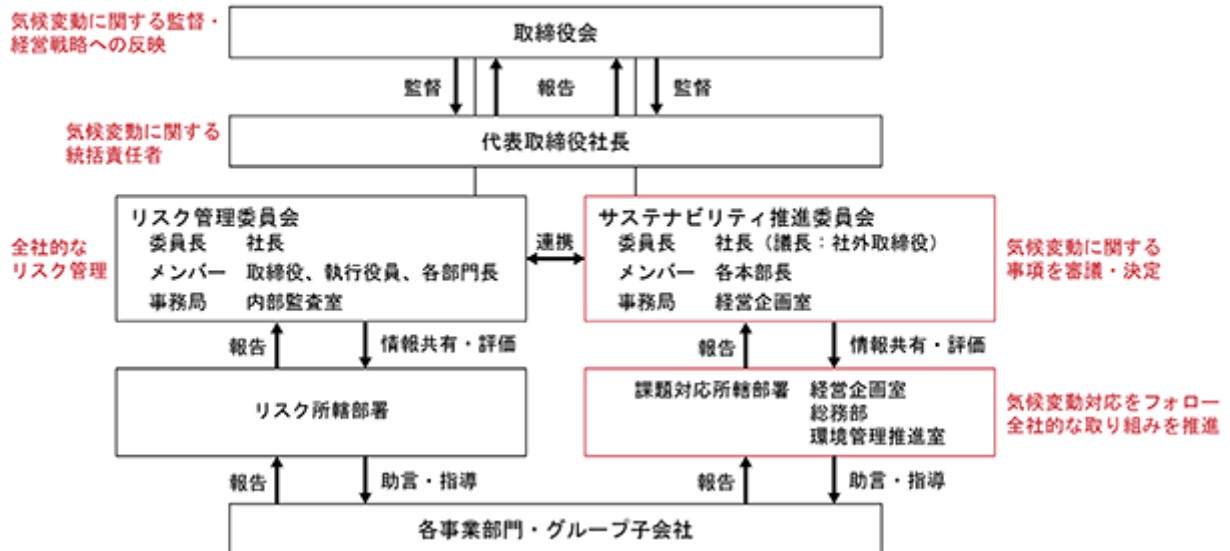 気候変動に関する監督・
経営戦略への反映
取締役会
監督
報告
監督
気候変動に関する
統括責任者
代表取締役社長
全社的な
リスク管理
リスク管理委員会
委員長 社長
メンバー 取締役、執行役員、各部門長
事務局 内部監査室
連携
サステナビリティ推進委員会
委員長 社長（議長：社外取締役）
メンバー 各本部長
事務局 経営企画室
気候変動に関する
事項を審議・決定
報告
情報共有・評価
報告
情報共有・評価
リスク所轄部署
課題対応所轄部署 経営企画室
総務部
環境管理推進室
気候変動対応をフォロー
全社的な取り組みを推進
報告
助言・指導
報告
助言・指導
各事業部門・グループ子会社